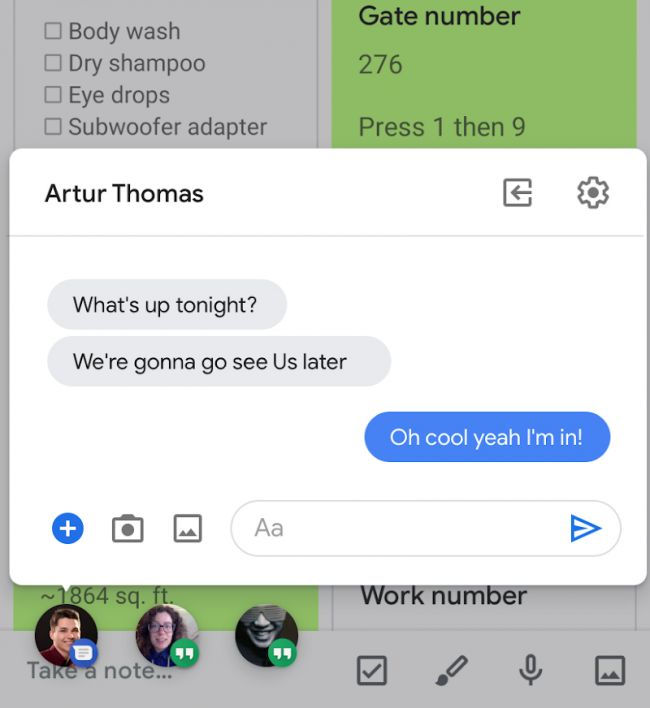 Body wash
Dry shampoo
Eye drops
Subwoofer adapter
Gate number
276
Press 1 then 9
Artur Thomas
What's up tonight?
We're gonna go see Us later
Oh cool yeah I'm in!
Aa
~1864 sq. ft.
Work number
Take a note...